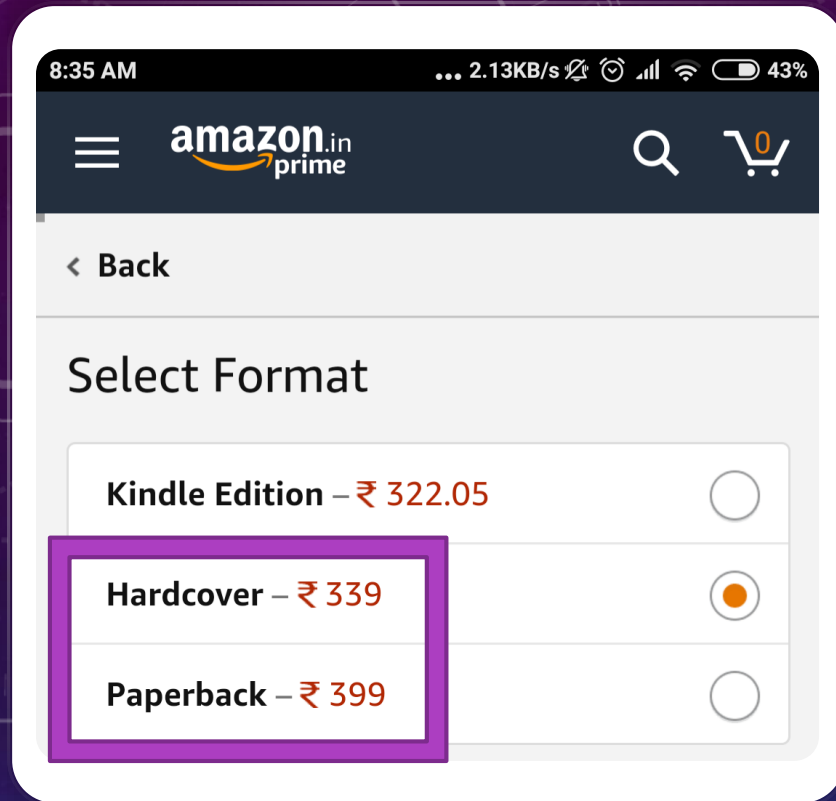 8:35 AM ... 2.13KB/s 43%
amazon.in
prime
0
< Back
Select Format
Kindle Edition – ₹ 322.05
Hardcover – ₹ 339
Paperback – ₹ 399